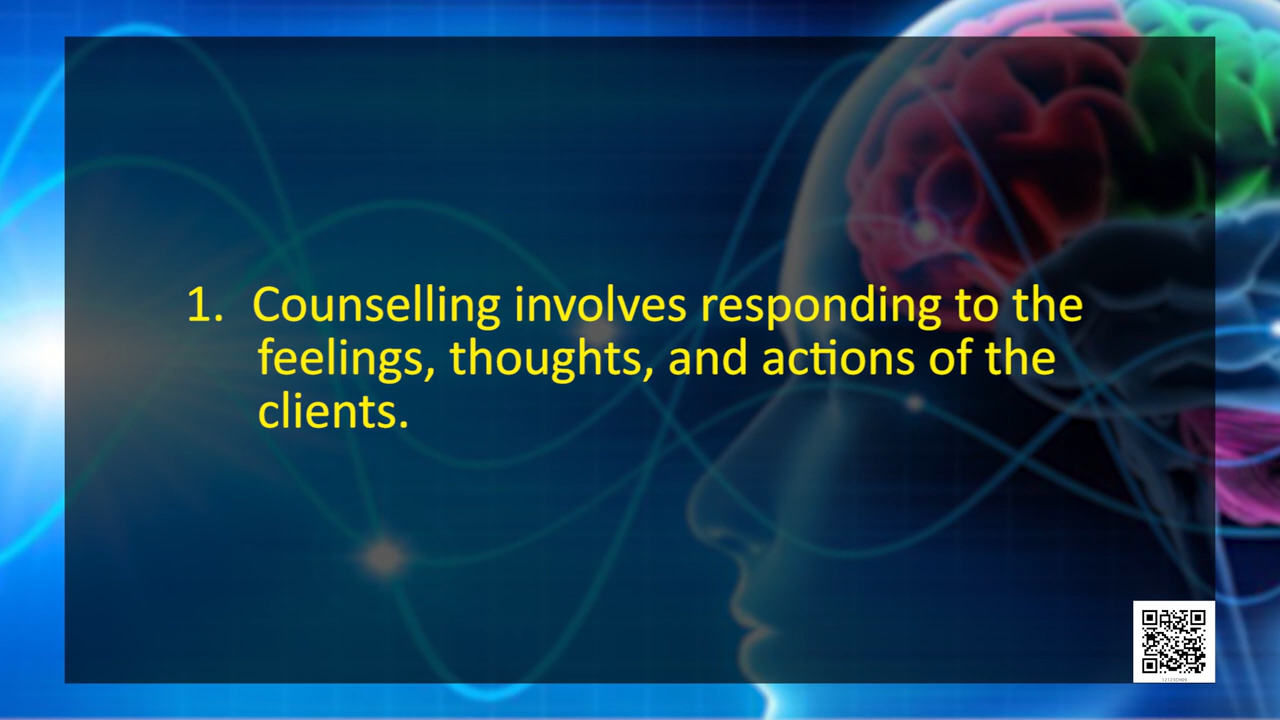 1. Counselling involves responding to the
feelings, thoughts, and actions of the
clients.